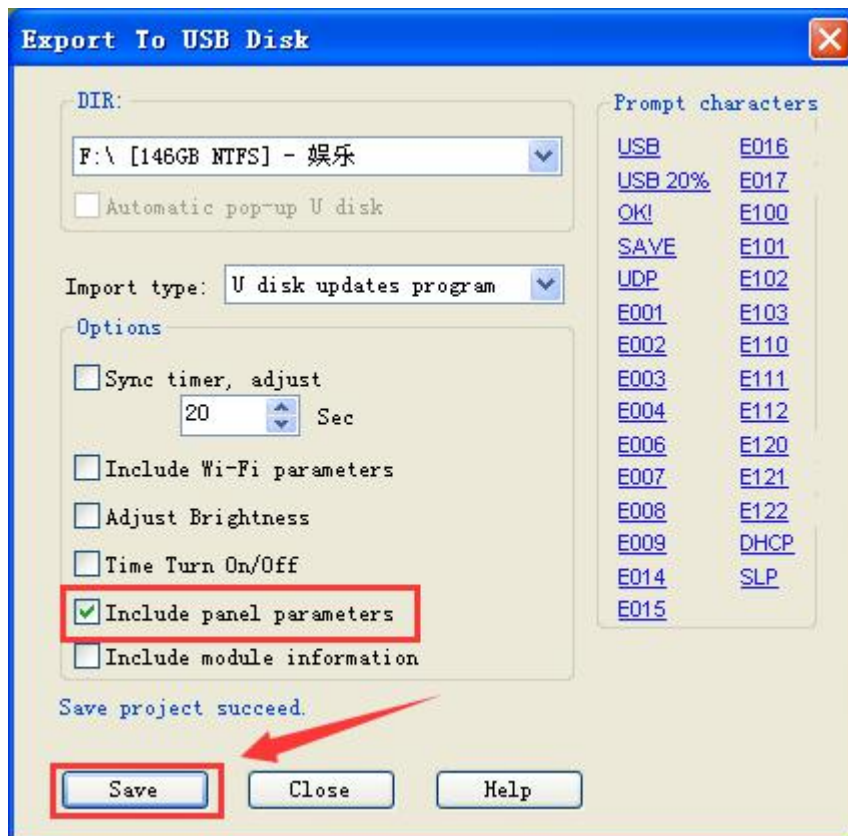 Export To USB Disk
DIR:
F:\ [146GB NTFS] - 娱乐
Automatic pop-up U disk
Import type: U disk updates program
Options
Sync timer, adjust
20 Sec
Include Wi-Fi parameters
Adjust Brightness
Time Turn On/Off
Include panel parameters
Include module information
Save project succeed.
Save Close Help
Prompt characters
USB E016
USB 20% E017
OK! E100
SAVE E101
UDP E102
E001 E103
E002 E110
E003 E111
E004 E112
E006 E120
E007 E121
E008 E122
E009 DHCP
E014 SLP
E015